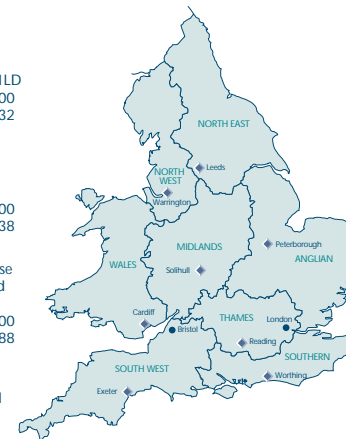 ILD
00
32
00
38
se
d
00
88
NORTH EAST
Leeds
NORTH
WEST
Warrington
Peterborough
ANGLIAN
MIDLANDS
WALES
Solihull
Cardiff
Bristol
THAMES
London
Reading
SOUTHERN
SOUTH WEST
Worthing
Exeter